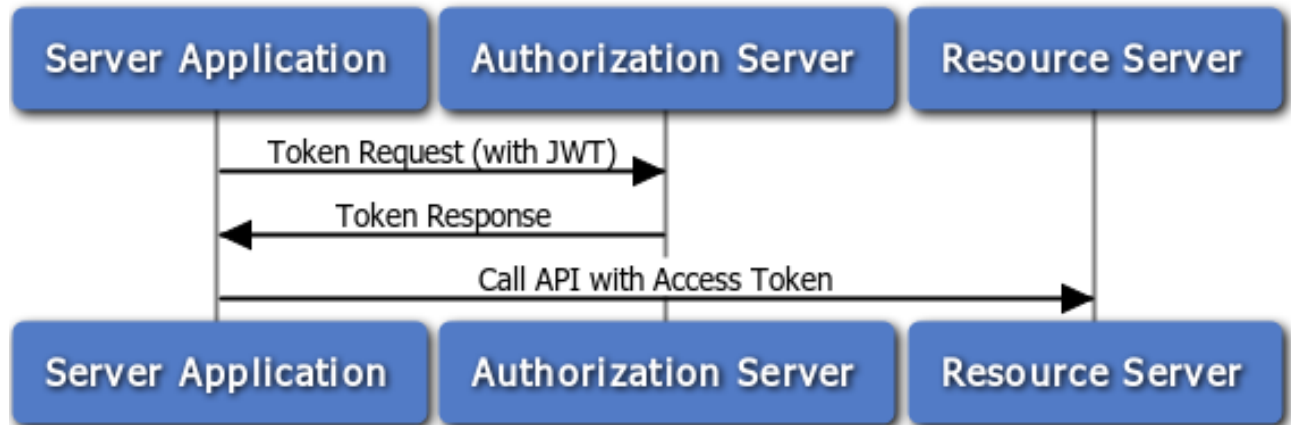 Server Application
Authorization Server
Resource Server
Token Request (with JWT)
Token Response
Call API with Access Token
Server Application
Authorization Server
Resource Server